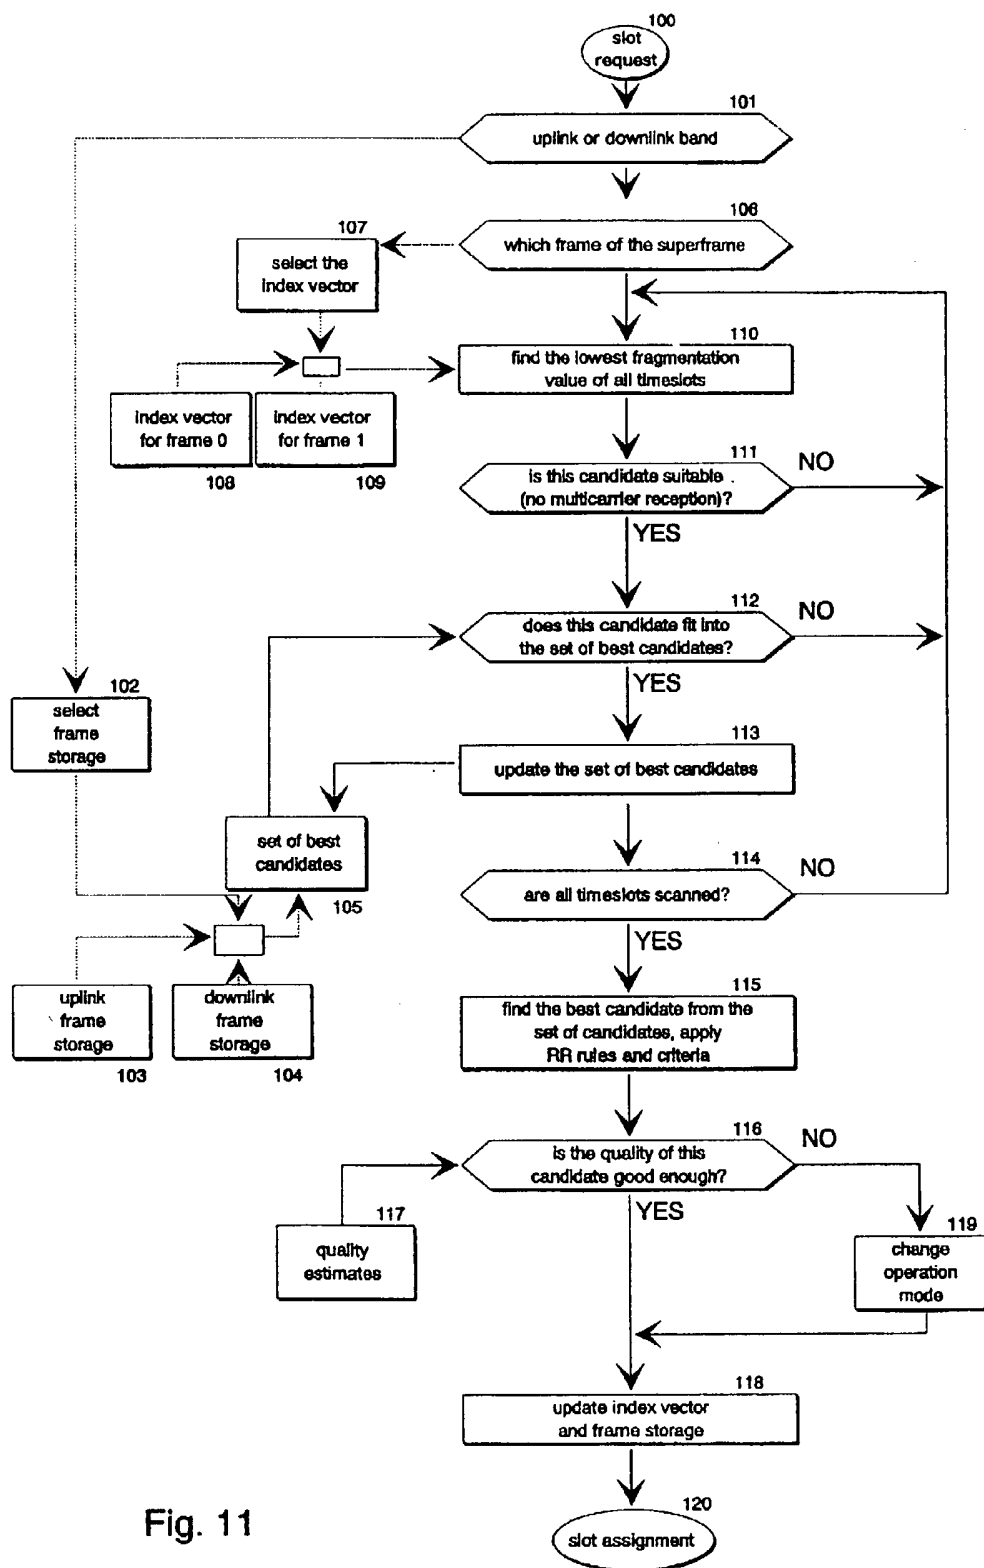 100
slot
request
101
uplink or downlink band
106
which frame of the superframe
107
select the
index vector
110
find the lowest fragmentation
value of all timeslots
index vector
for frame 0
108
index vector
for frame 1
109
111
is this candidate suitable
(no multicarrier reception)?
NO
YES
112
does this candidate fit into
the set of best candidates?
NO
YES
102
select
frame
storage
113
update the set of best candidates
set of best
candidates
105
114
are all timeslots scanned?
NO
YES
uplink
frame
storage
103
downlink
frame
storage
104
115
find the best candidate from the
set of candidates, apply
RR rules and criteria
116
is the quality of this
candidate good enough?
NO
YES
117
quality
estimates
119
change
operation
mode
118
update index vector
and frame storage
120
slot assignment
Fig. 11